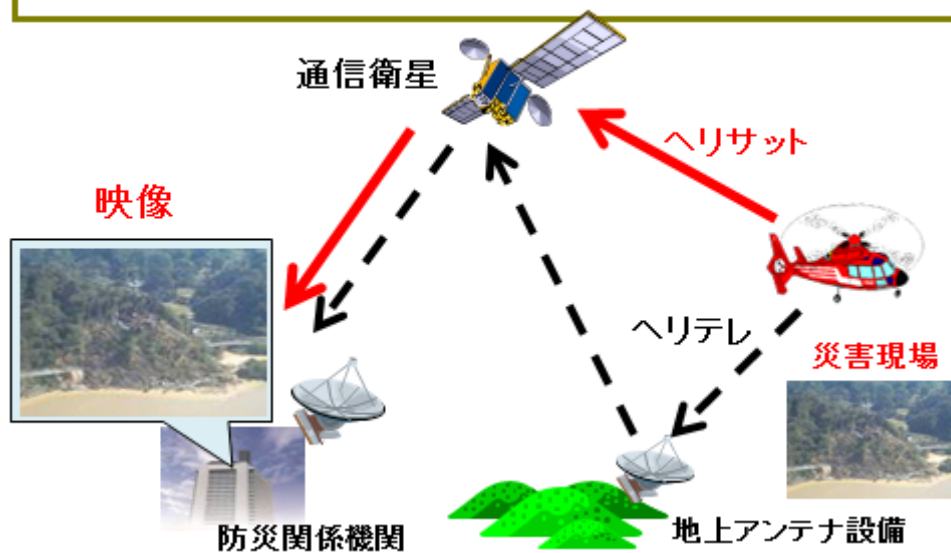 通信衛星
ヘリサット
映像
ヘリテレ
災害現場
防災関係機関
地上アンテナ設備